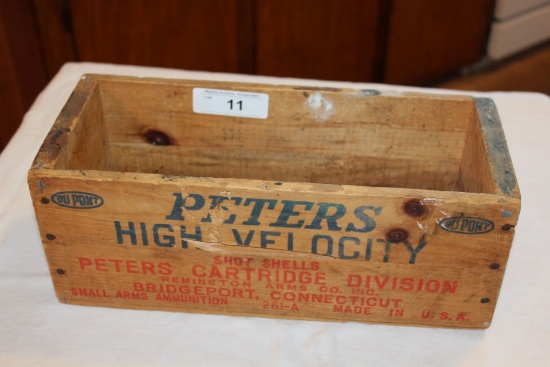 11
DU PONT
PETERS
DU PONT
HIGH VELOCITY
SHOT SHELLS
PETERS CARTRIDGE DIVISION
REMINGTON ARMS CO. INC.
BRIDGEPORT, CONNECTICUT
SMALL ARMS AMMUNITION 261-A MADE IN U.S.A.